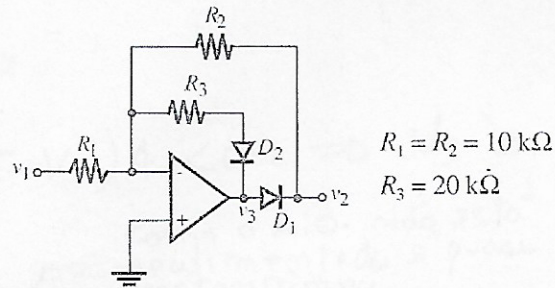 R2
R3
R1
v1
D2
-
+
v3
D1
v2
R1 = R2 = 10 kΩ
R3 = 20 kΩ